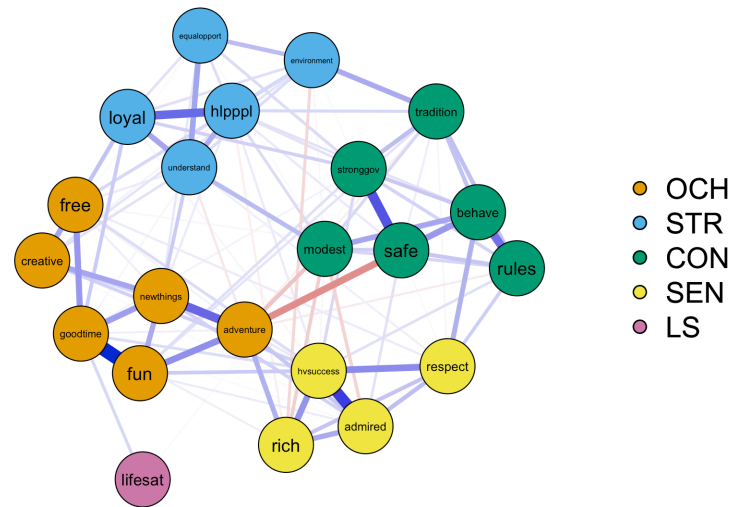 equalopport
environment
loyal
hlpppl
tradition
understand
stronggov
free
behave
modest
safe
creative
rules
newthings
adventure
goodtime
fun
hvsuccess
respect
admired
rich
lifesat
OCH
STR
CON
SEN
LS